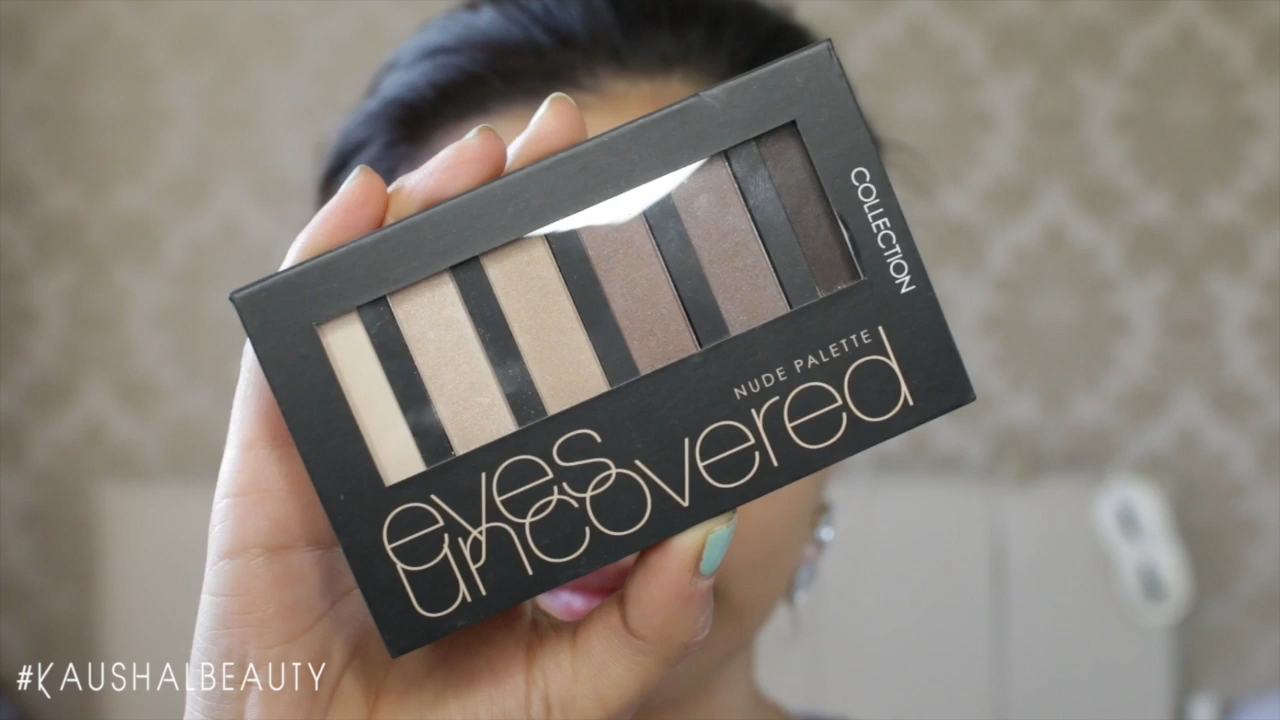 COLLECTION
NUDE PALETTE
eyes
uncovered
#KAUSHALBEAUTY